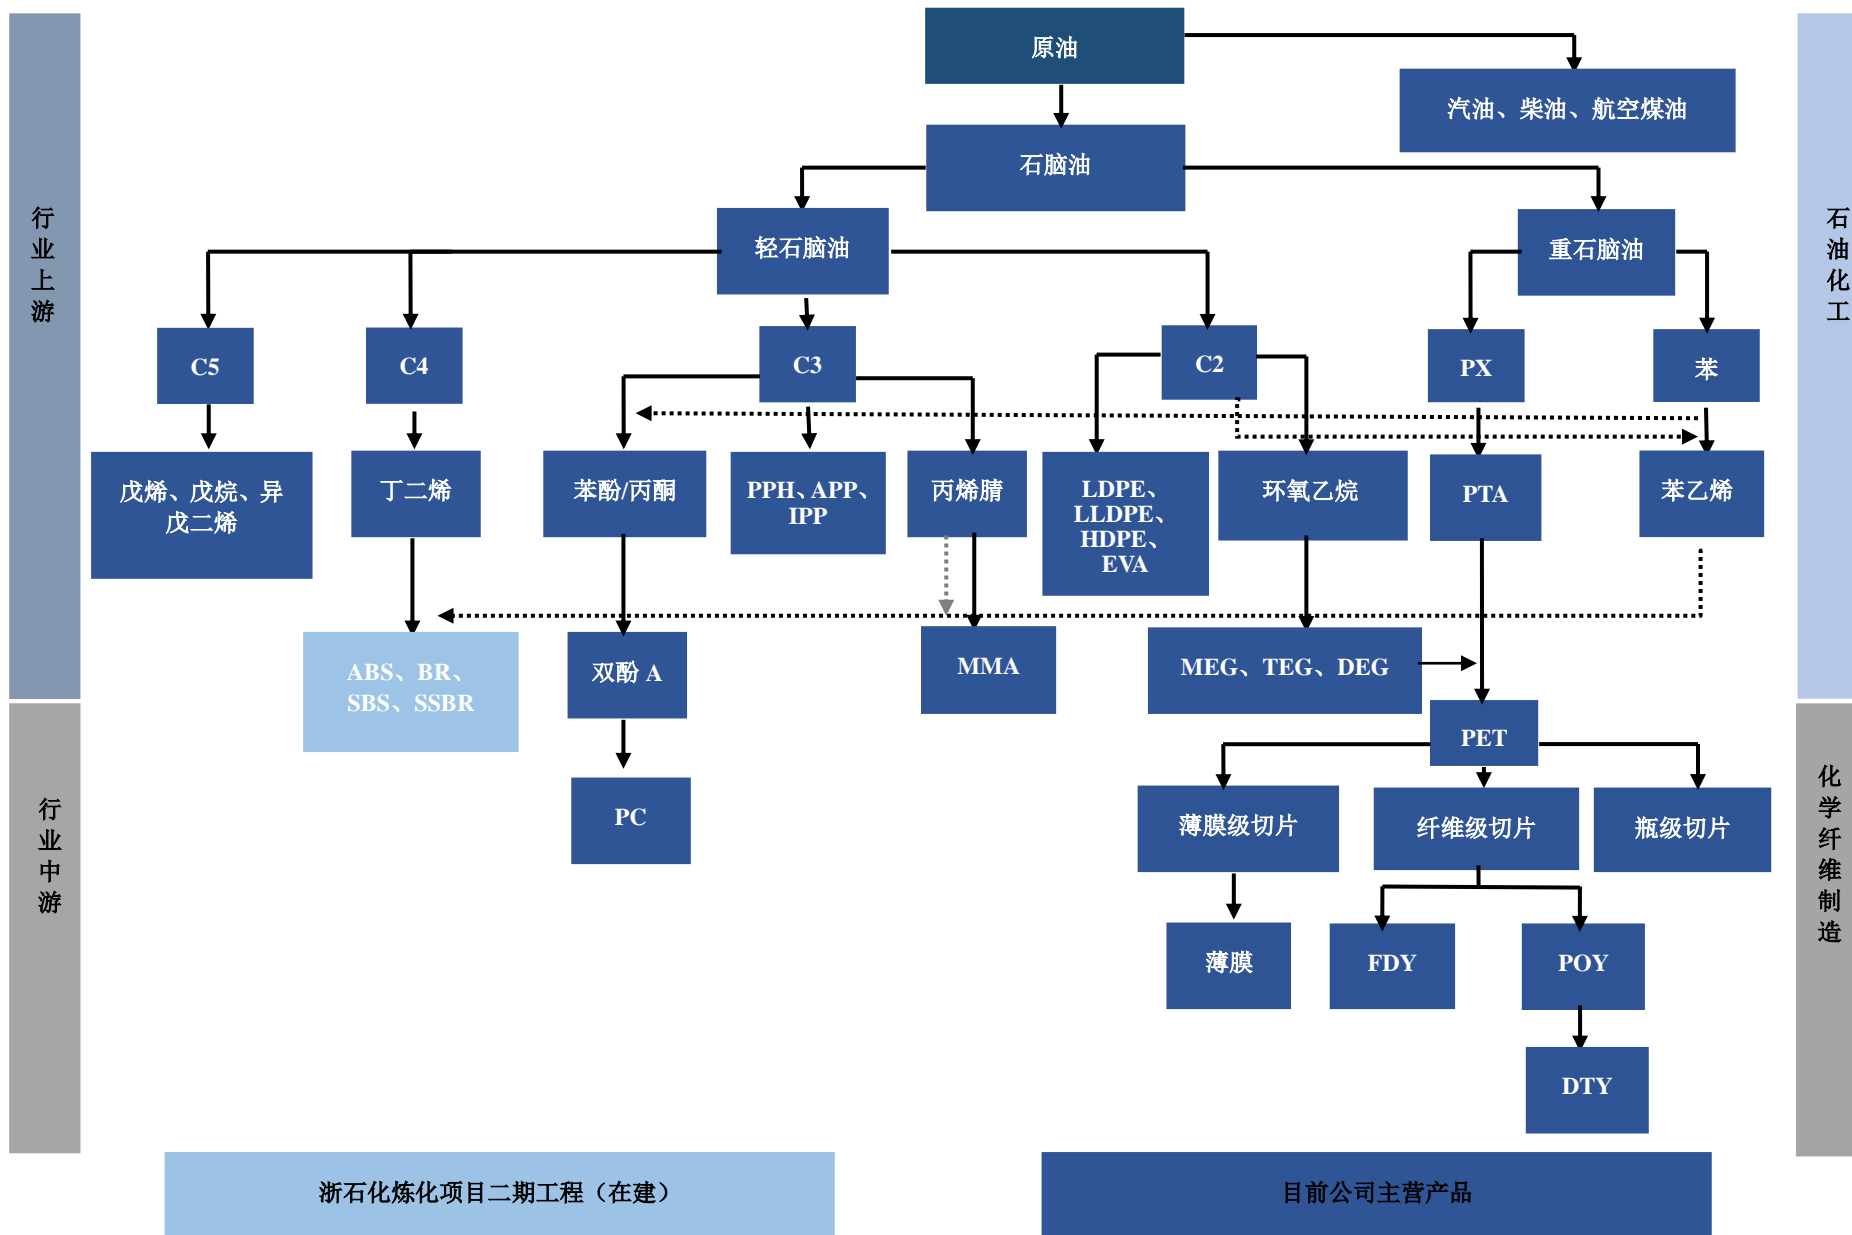 原油
汽油、柴油、航空煤油
石脑油
行业上游
石油化工
轻石脑油
重石脑油
C5
C4
C3
C2
PX
苯
戊烯、戊烷、异
戊二烯
丁二烯
苯酚/丙酮
PPH、APP、
IPP
丙烯腈
LDPE、
LLDPE、
HDPE、
EVA
环氧乙烷
PTA
苯乙烯
ABS、BR、
SBS、SSBR
双酚 A
MMA
MEG、TEG、DEG
PET
行业中游
化学纤维制造
PC
薄膜级切片
纤维级切片
瓶级切片
薄膜
FDY
POY
DTY
浙石化炼化项目二期工程（在建）
目前公司主营产品